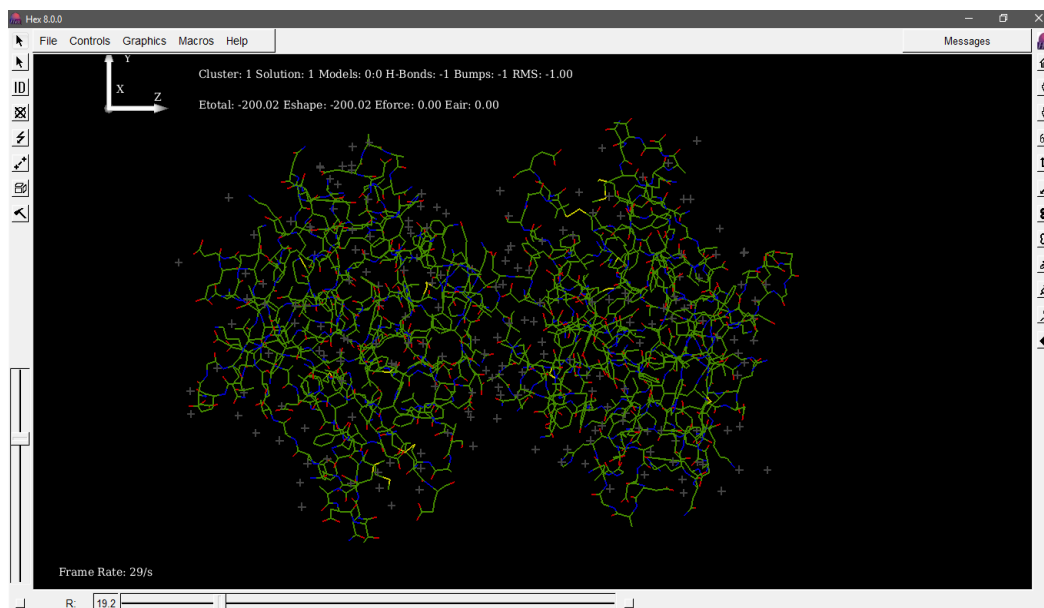 Hex 8.0.0
File Controls Graphics Macros Help Messages
ID
Y
X
Z
Cluster: 1 Solution: 1 Models: 0:0 H-Bonds: -1 Bumps: -1 RMS: -1.00
Etotal: -200.02 Eshape: -200.02 Eforce: 0.00 Eair: 0.00
Frame Rate: 29/s
R: 19.2